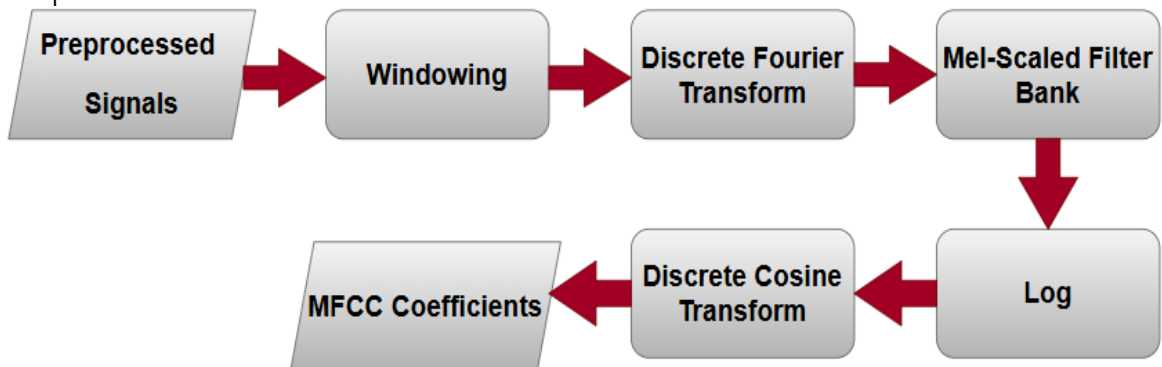 Preprocessed
Signals
Windowing
Discrete Fourier
Transform
Mel-Scaled Filter
Bank
Log
Discrete Cosine
Transform
MFCC Coefficients